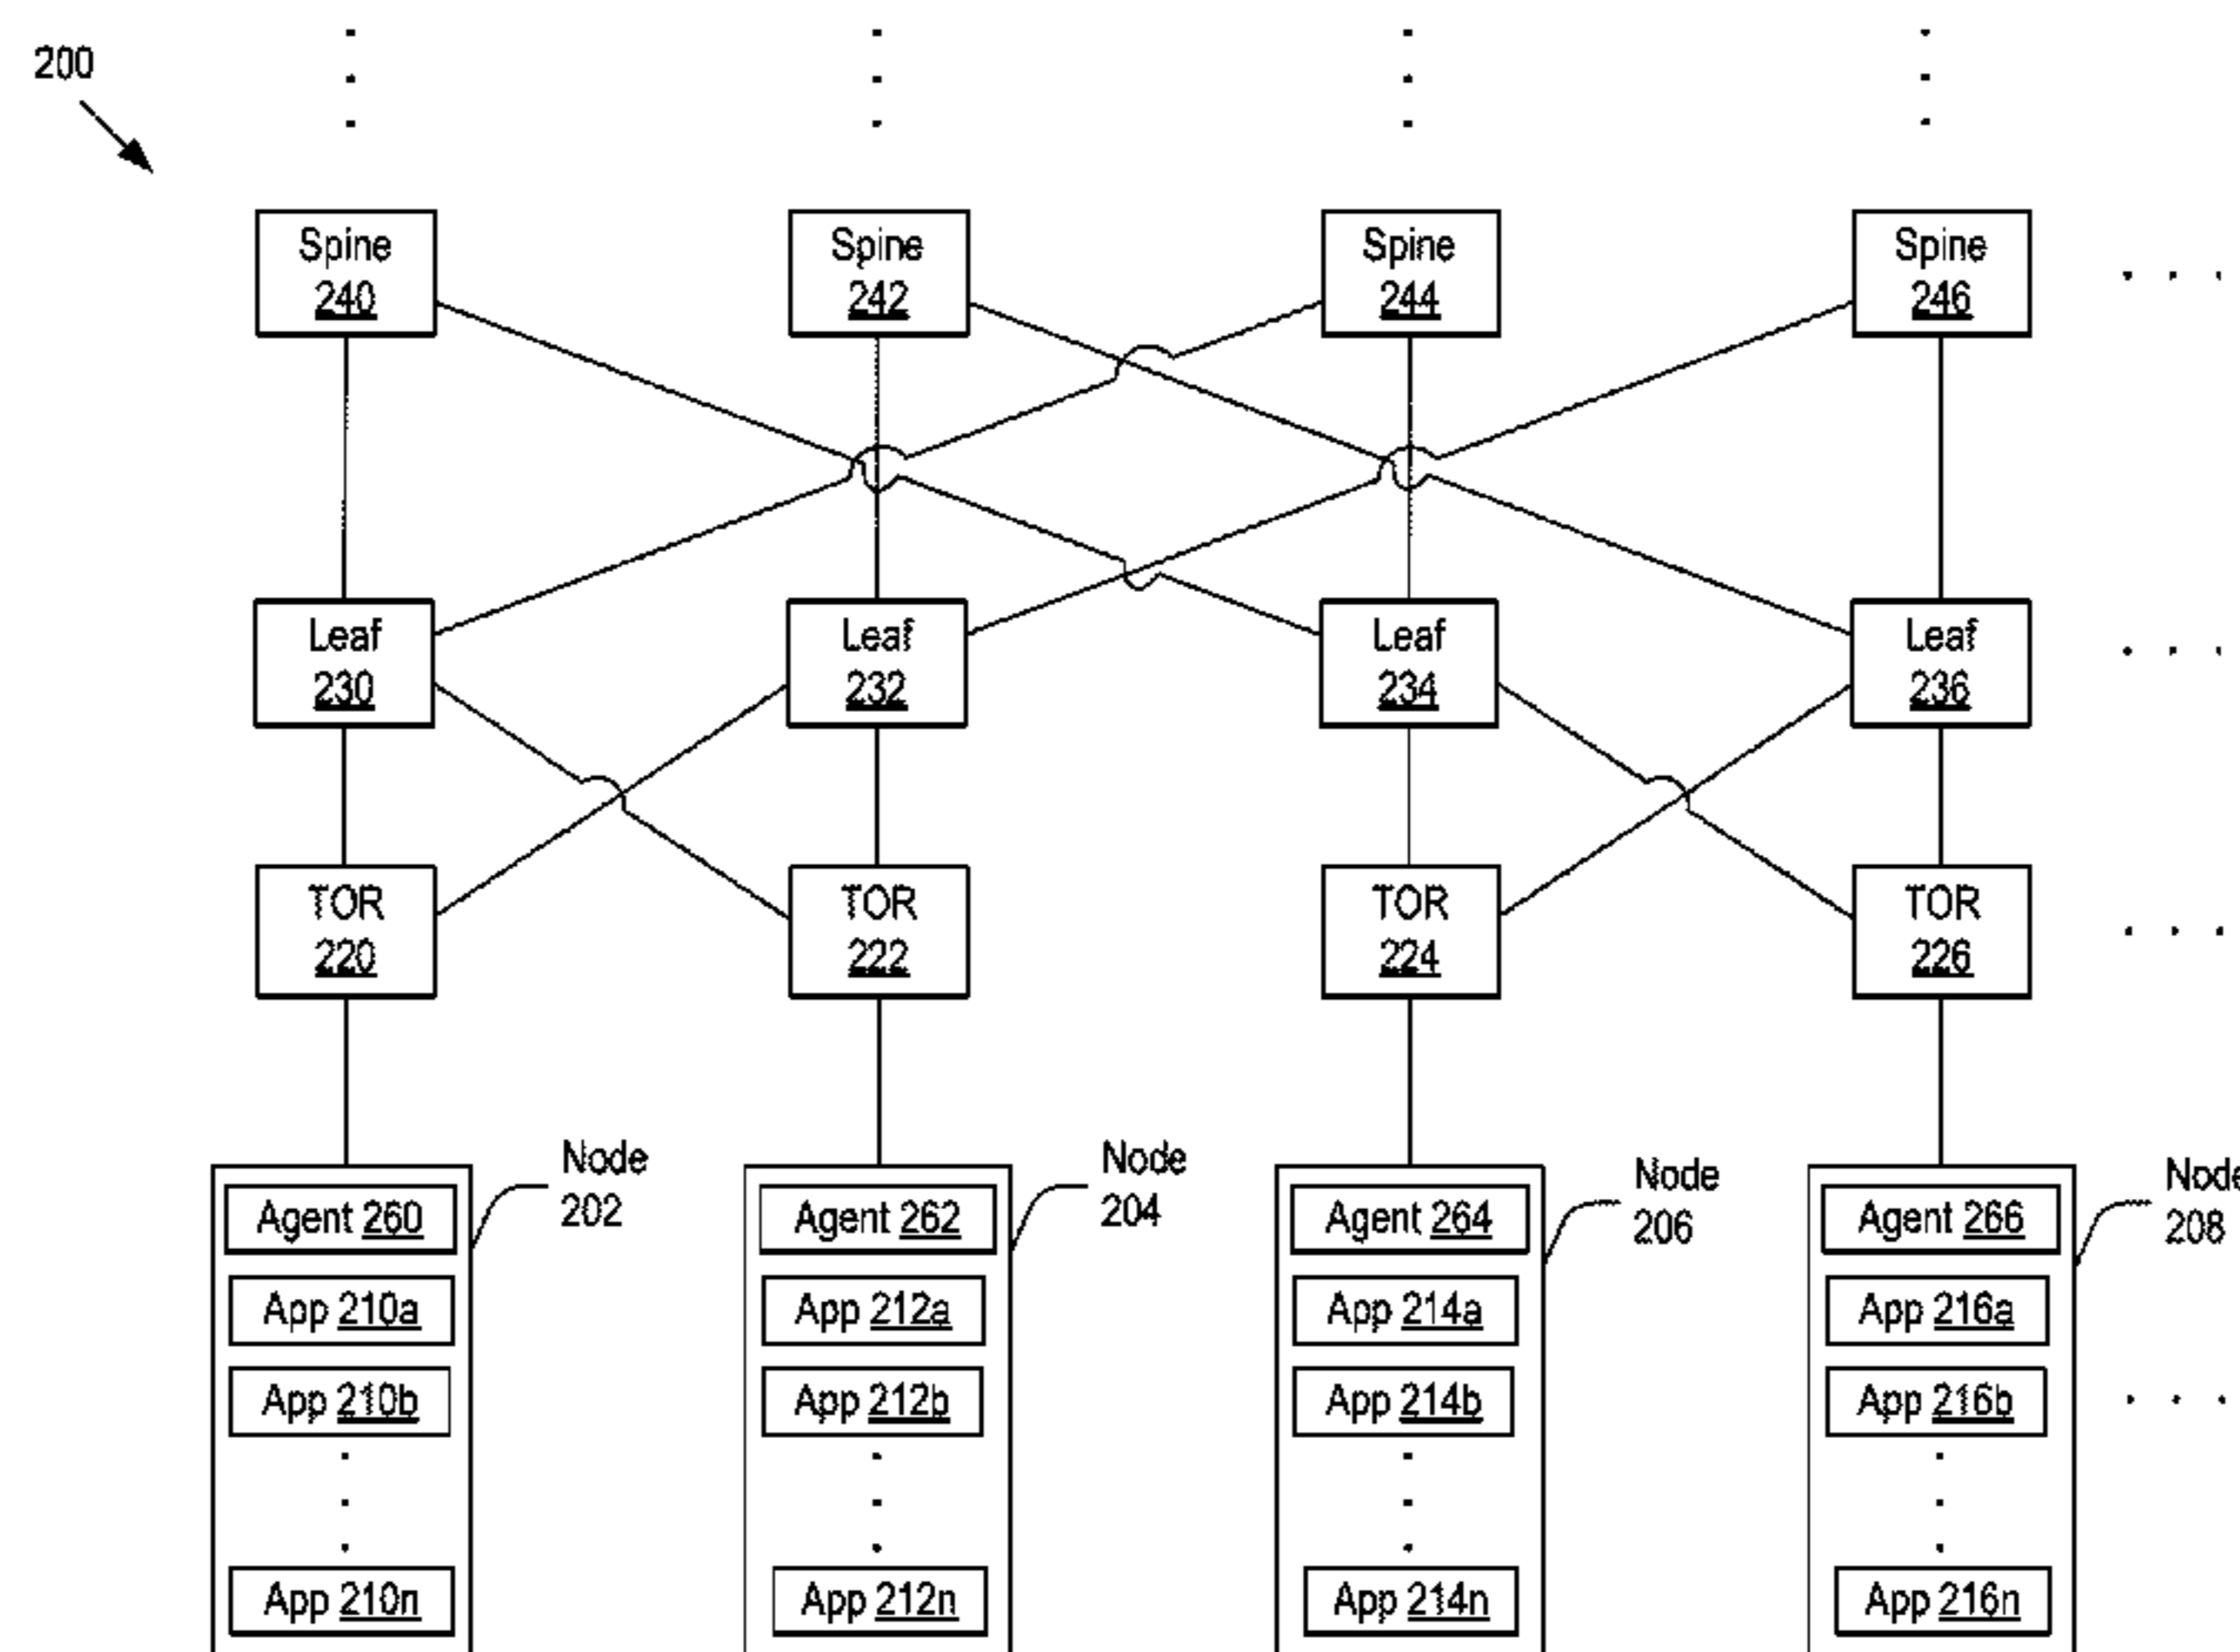 200
Spine
240
Spine
242
Spine
244
Spine
246
Leaf
230
Leaf
232
Leaf
234
Leaf
236
TOR
220
TOR
222
TOR
224
TOR
226
Node
202
Node
204
Node
206
Node
208
Agent 260
Agent 262
Agent 264
Agent 266
App 210a
App 212a
App 214a
App 216a
App 210b
App 212b
App 214b
App 216b
App 210n
App 212n
App 214n
App 216n